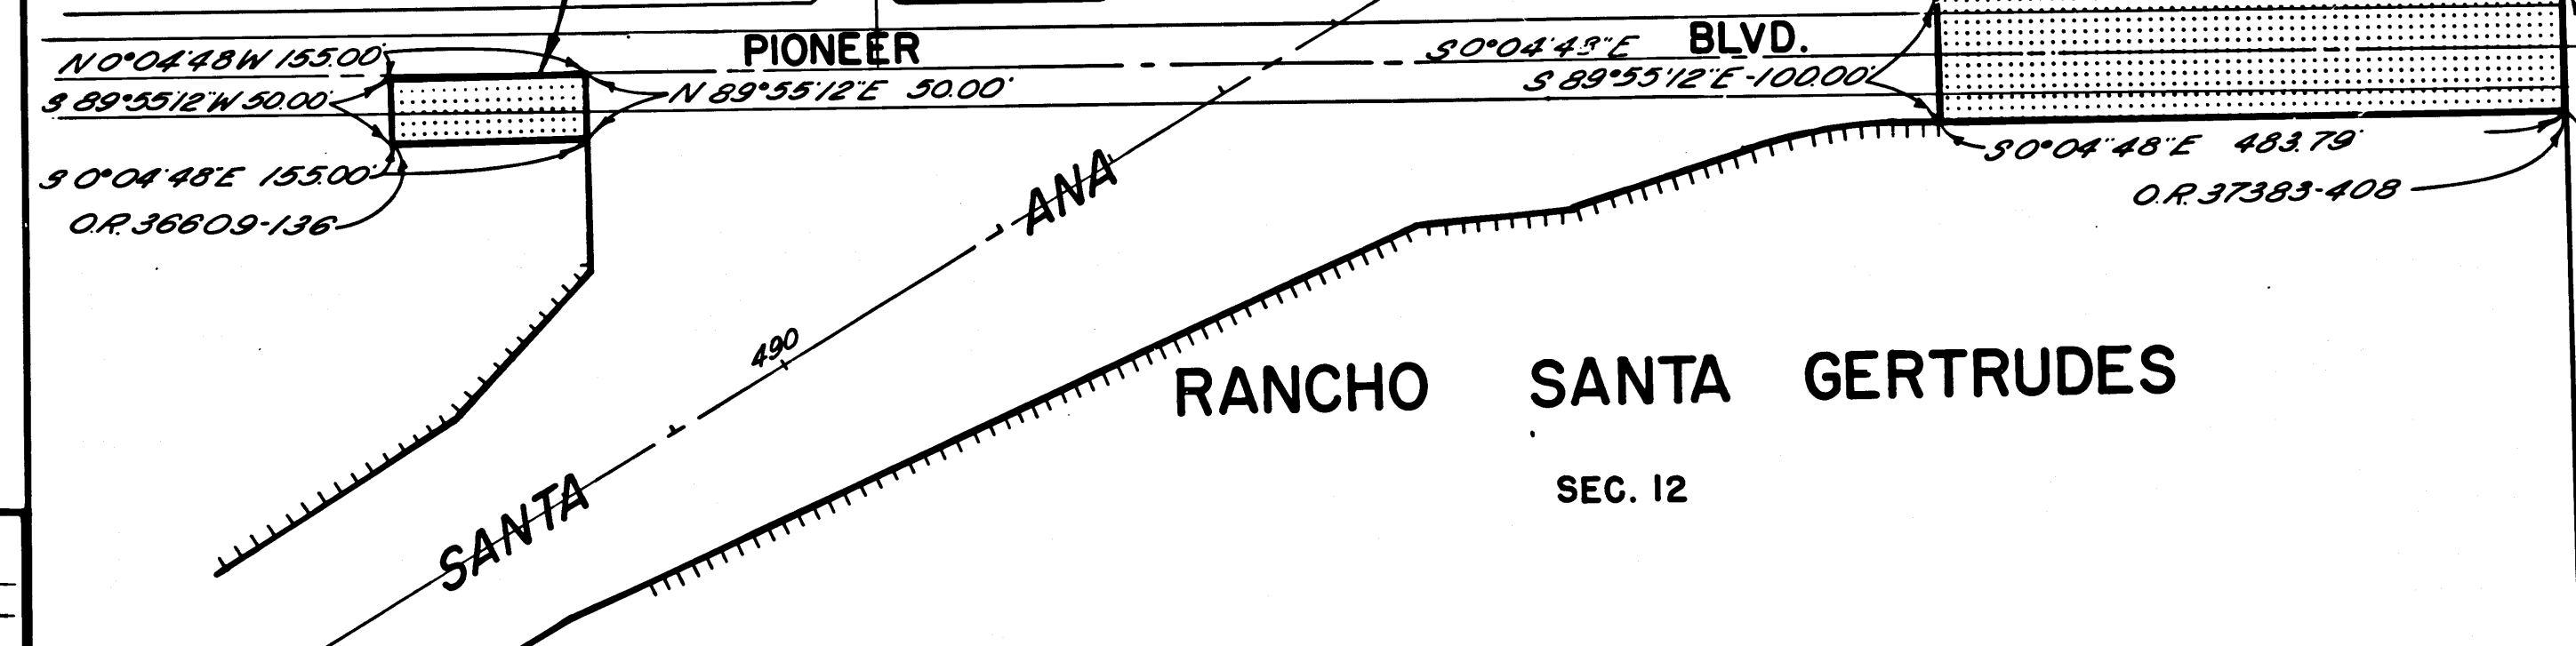 N 0°04'48"W 155.00'
PIONEER
S 0°04'48"E
BLVD.
S 89°55'12"W 50.00'
N 89°55'12"E 50.00'
S 89°55'12"E-100.00'
S 0°04'48"E 155.00'
O.R. 36609-136
S 0°04'48"E 483.79'
O.R. 37383-408
SANTA ANA
490
RANCHO SANTA GERTRUDES
SEC. 12